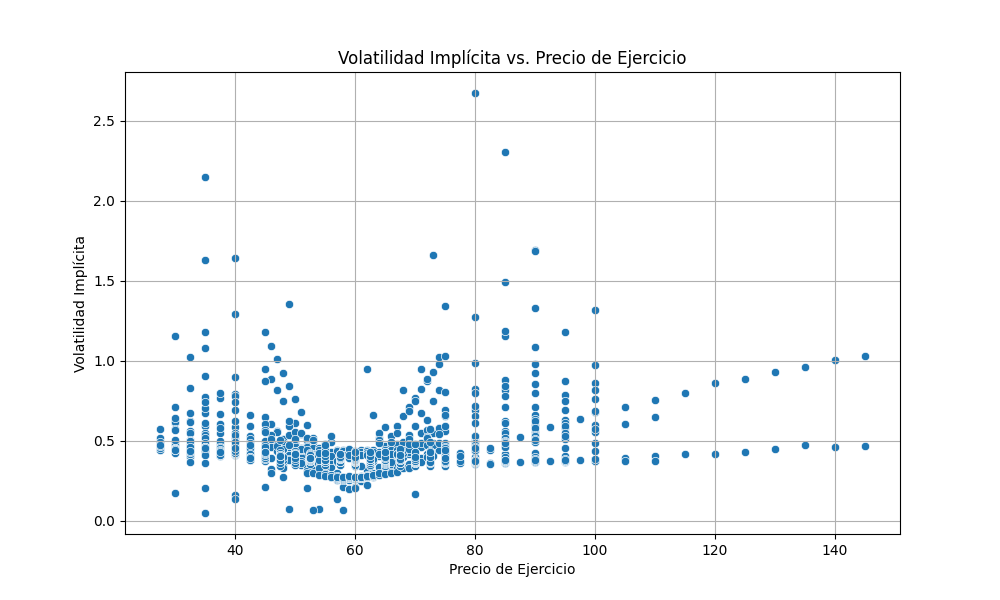 Volatilidad Implícita vs. Precio de Ejercicio
Volatilidad Implícita
2.5
2.0
1.5
1.0
0.5
0.0
40 60 80 100 120 140
Precio de Ejercicio